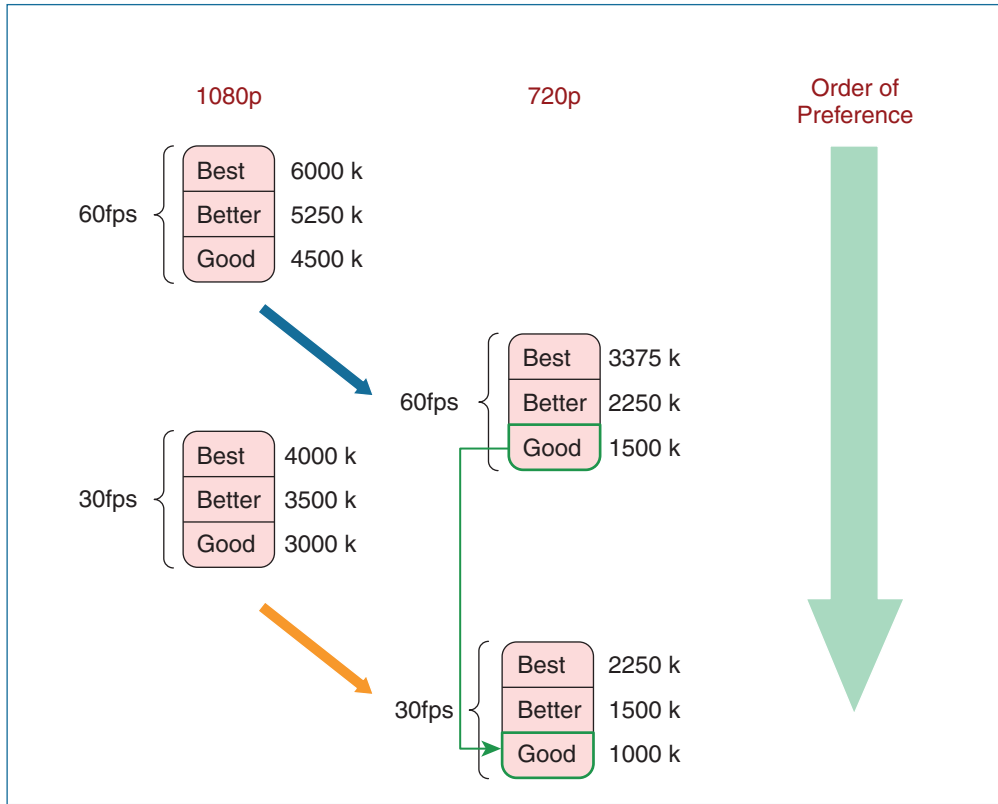 1080p
720p
Order of
Preference
60fps
Best 6000 k
Better 5250 k
Good 4500 k
60fps
Best 3375 k
Better 2250 k
Good 1500 k
30fps
Best 4000 k
Better 3500 k
Good 3000 k
30fps
Best 2250 k
Better 1500 k
Good 1000 k